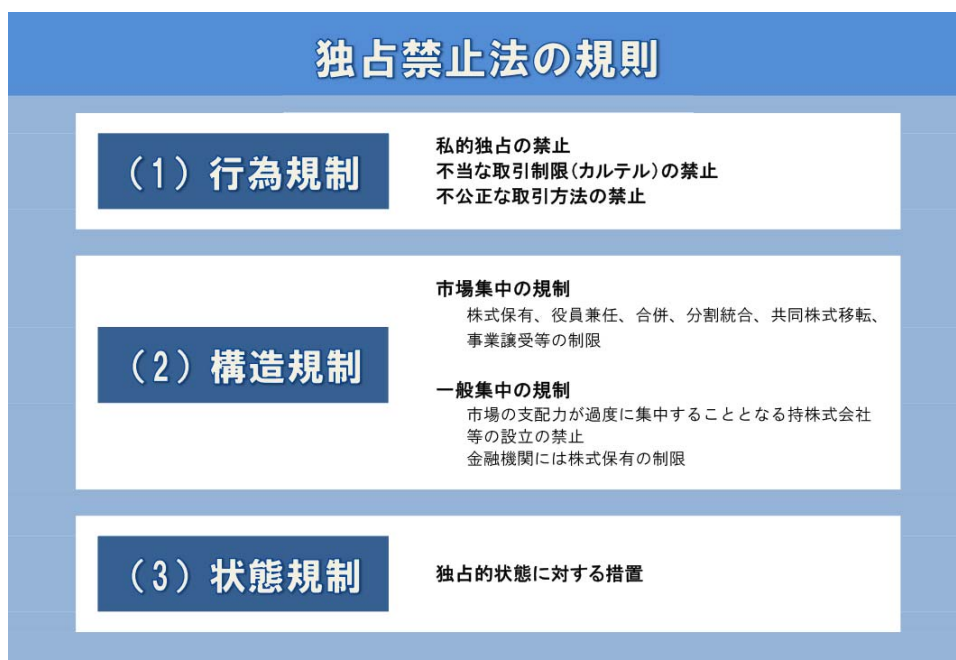 独占禁止法の規則
（1）行為規制
私的独占の禁止
不当な取引制限（カルテル）の禁止
不公正な取引方法の禁止
（2）構造規制
市場集中の規制
株式保有、役員兼任、合併、分割統合、共同株式移転、
事業譲受等の制限
一般集中の規制
市場の支配力が過度に集中することとなる持株式会社
等の設立の禁止
金融機関には株式保有の制限
（3）状態規制
独占的状態に対する措置